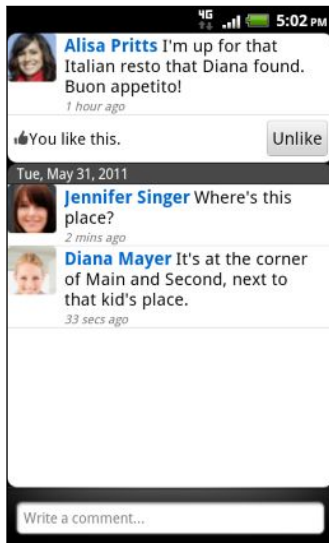 4G 5:02 PM
Alisa Pritts I'm up for that
Italian resto that Diana found.
Buon appetito!
1 hour ago
You like this. Unlike
Tue, May 31, 2011
Jennifer Singer Where's this
place?
2 mins ago
Diana Mayer It's at the corner
of Main and Second, next to
that kid's place.
33 secs ago
Write a comment...